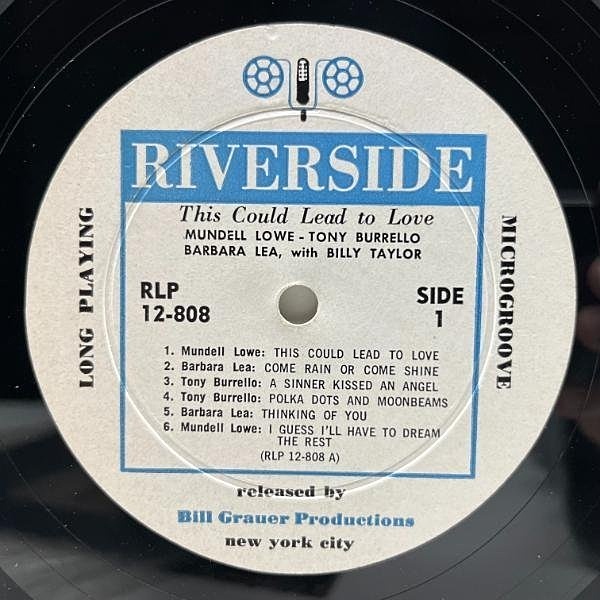 RIVERSIDE
This Could Lead to Love
MUNDELL LOWE - TONY BURRELLO
BARBARA LEA, with BILLY TAYLOR
LONG PLAYING
MICROGROOVE
RLP
12-808
SIDE
1
1. Mundell Lowe: THIS COULD LEAD TO LOVE
2. Barbara Lea: COME RAIN OR COME SHINE
3. Tony Burrello: A SINNER KISSED AN ANGEL
4. Tony Burrello: POLKA DOTS AND MOONBEAMS
5. Barbara Lea: THINKING OF YOU
6. Mundell Lowe: I GUESS I'LL HAVE TO DREAM
THE REST
(RLP 12-808 A)
released by
Bill Grauer Productions
new york city